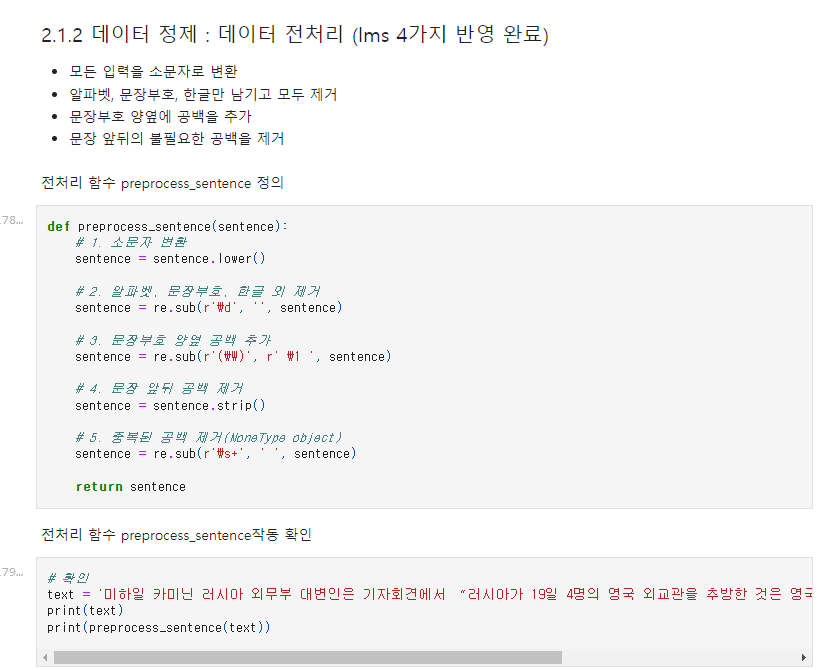 2.1.2 데이터 정제 : 데이터 전처리 (lms 4가지 반영 완료)
• 모든 입력을 소문자로 변환
• 알파벳, 문장부호, 한글만 남기고 모두 제거
• 문장부호 양옆에 공백을 추가
• 문장 앞뒤의 불필요한 공백을 제거
전처리 함수 preprocess_sentence 정의
78…
def preprocess_sentence(sentence):
# 1. 소문자 변환
sentence = sentence.lower()
# 2. 알파벳, 문장부호, 한글 외 제거
sentence = re.sub(r'₩d', '', sentence)
# 3. 문장부호 양옆 공백 추가
sentence = re.sub(r'(₩₩)', r' ₩1 ', sentence)
# 4. 문장 앞뒤 공백 제거
sentence = sentence.strip()
# 5. 중복된 공백 제거(NoneType object)
sentence = re.sub(r'₩s+', ' ', sentence)
return sentence
전처리 함수 preprocess_sentence작동 확인
79…
# 확인
text = '미하일 카미닌 러시아 외무부 대변인은 기자회견에서 “러시아가 19일 4명의 영국 외교관을 추방한 것은 영국
print(text)
print(preprocess_sentence(text))